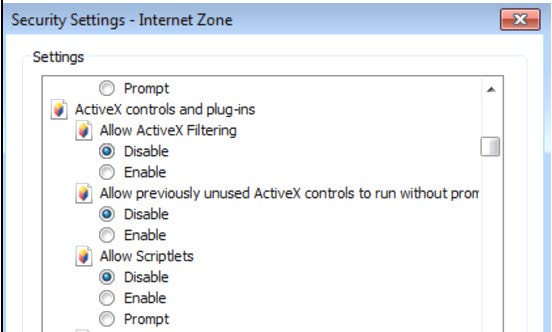 Security Settings - Internet Zone
Settings
Prompt
ActiveX controls and plug-ins
Allow ActiveX Filtering
Disable
Enable
Allow previously unused ActiveX controls to run without prom
Disable
Enable
Allow Scriptlets
Disable
Enable
Prompt